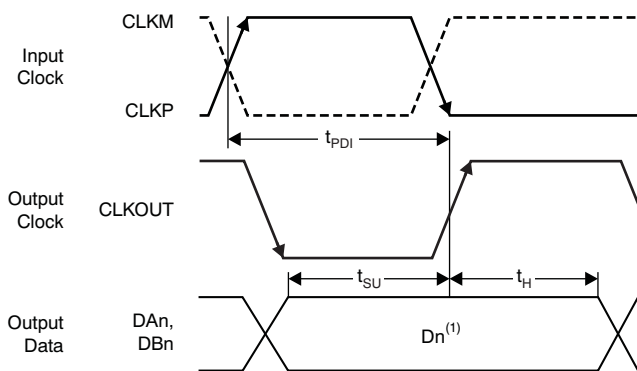 Input
Clock
CLKM
CLKP
t_PDI
Output
Clock
CLKOUT
t_SU
t_H
Output
Data
DAn,
DBn
Dn(1)